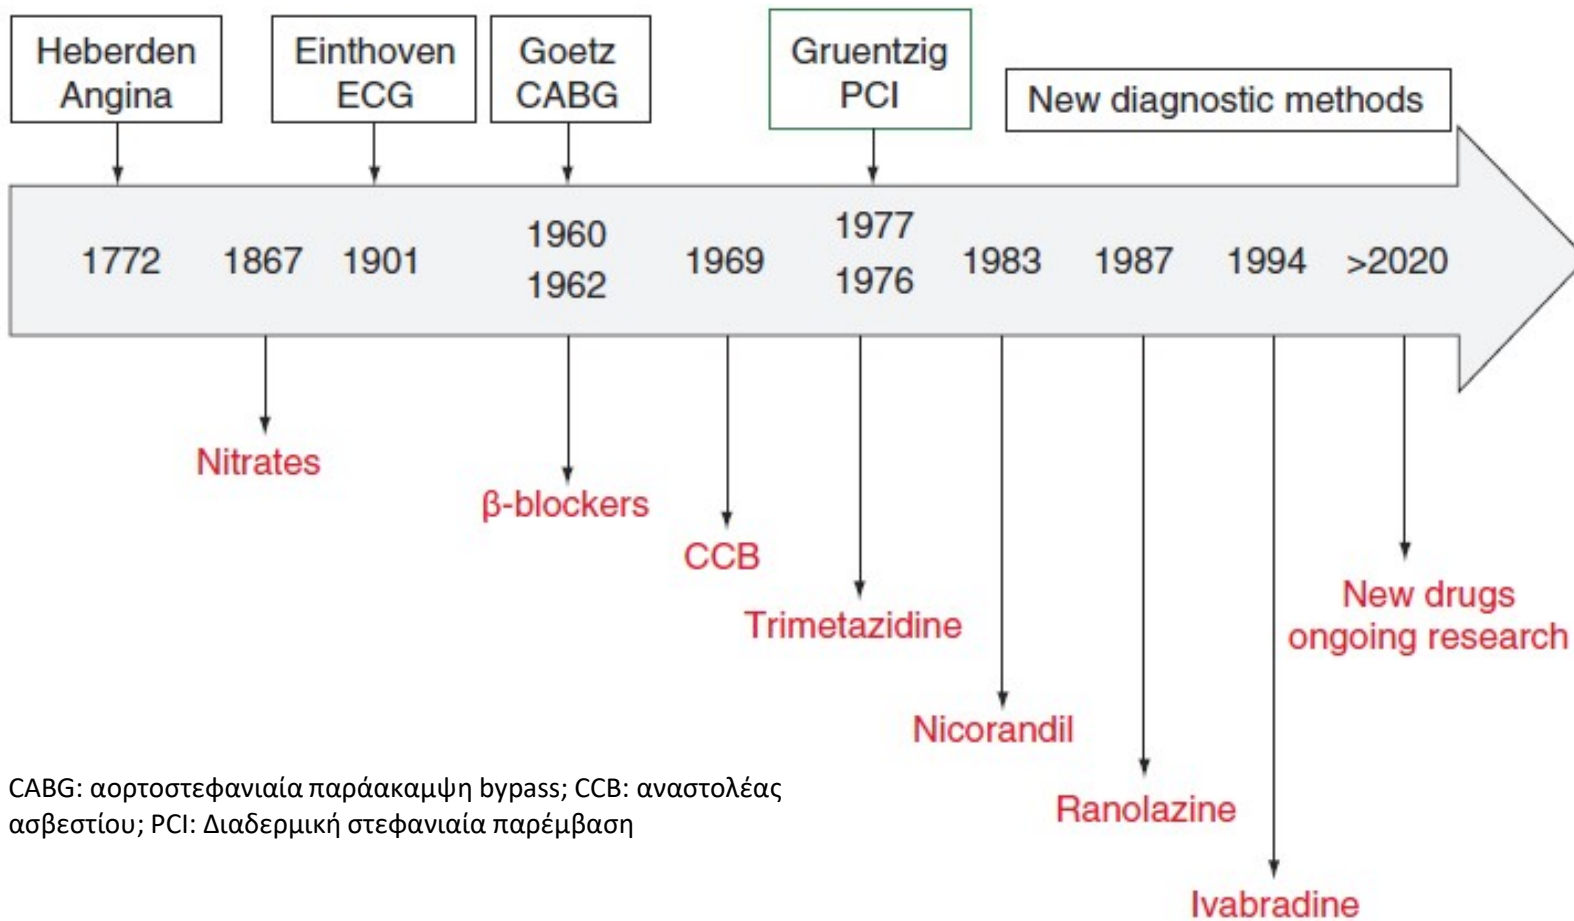 Heberden
Angina
Einthoven
ECG
Goetz
CABG
Gruentzig
PCI
New diagnostic methods
1772
1867
1901
1960
1962
1969
1977
1976
1983
1987
1994
>2020
Nitrates
β-blockers
CCB
Trimetazidine
Nicorandil
Ranolazine
Ivabradine
New drugs
ongoing research
CABG: αορτοστεφανιαία παράακαμψη bypass; CCB: αναστολέας
ασβεστίου; PCI: Διαδερμική στεφανιαία παρέμβαση